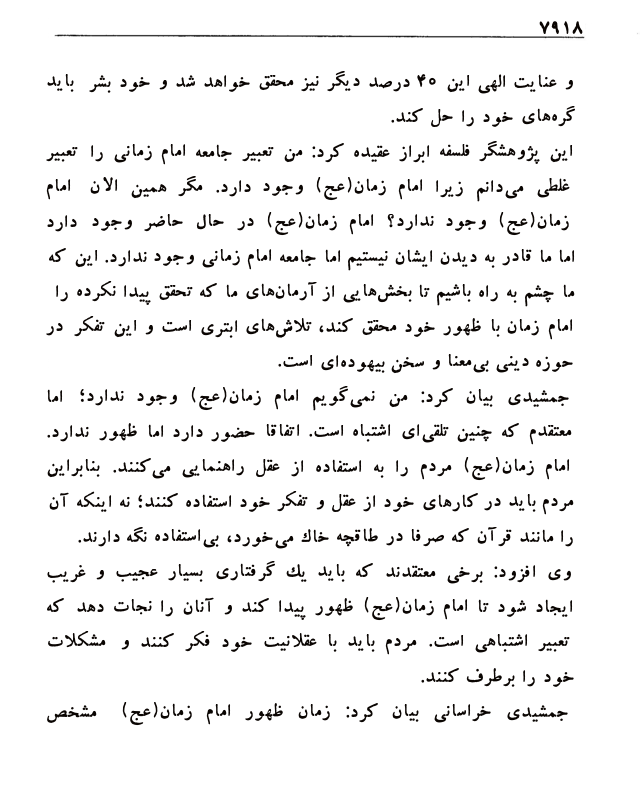 ۷۹۱۸
و عنایت الهی این ۴۰ درصد دیگر نیز محقق خواهد شد و خود بشر باید
گره‌های خود را حل کند.
این پژوهشگر فلسفه ابراز عقیده کرد: من تعبیر جامعه امام زمانی را تعبیر
غلطی می‌دانم زیرا امام زمان(عج) وجود دارد. مگر همین الان امام
زمان(عج) وجود ندارد؟ امام زمان(عج) در حال حاضر وجود دارد
اما ما قادر به دیدن ایشان نیستیم اما جامعه امام زمانی وجود ندارد. این که
ما چشم به راه باشیم تا بخش‌هایی از آرمان‌های ما که تحقق پیدا نکرده را
امام زمان با ظهور خود محقق کند، تلاش‌های ابتری است و این تفکر در
حوزه دینی بی‌معنا و سخن بیهوده‌ای است.
جمشیدی بیان کرد: من نمی‌گویم امام زمان(عج) وجود ندارد؛ اما
معتقدم که چنین تلقی‌ای اشتباه است. اتفاقا حضور دارد اما ظهور ندارد.
امام زمان(عج) مردم را به استفاده از عقل راهنمایی می‌کنند. بنابراین
مردم باید در کارهای خود از عقل و تفکر خود استفاده کنند؛ نه اینکه آن
را مانند قرآن که صرفا در طاقچه خاك می‌خورد، بی‌استفاده نگه دارند.
وی افزود: برخی معتقدند که باید یك گرفتاری بسیار عجیب و غریب
ایجاد شود تا امام زمان(عج) ظهور پیدا کند و آنان را نجات دهد که
تعبیر اشتباهی است. مردم باید با عقلانیت خود فکر کنند و مشکلات
خود را برطرف کنند.
جمشیدی خراسانی بیان کرد: زمان ظهور امام زمان(عج) مشخص